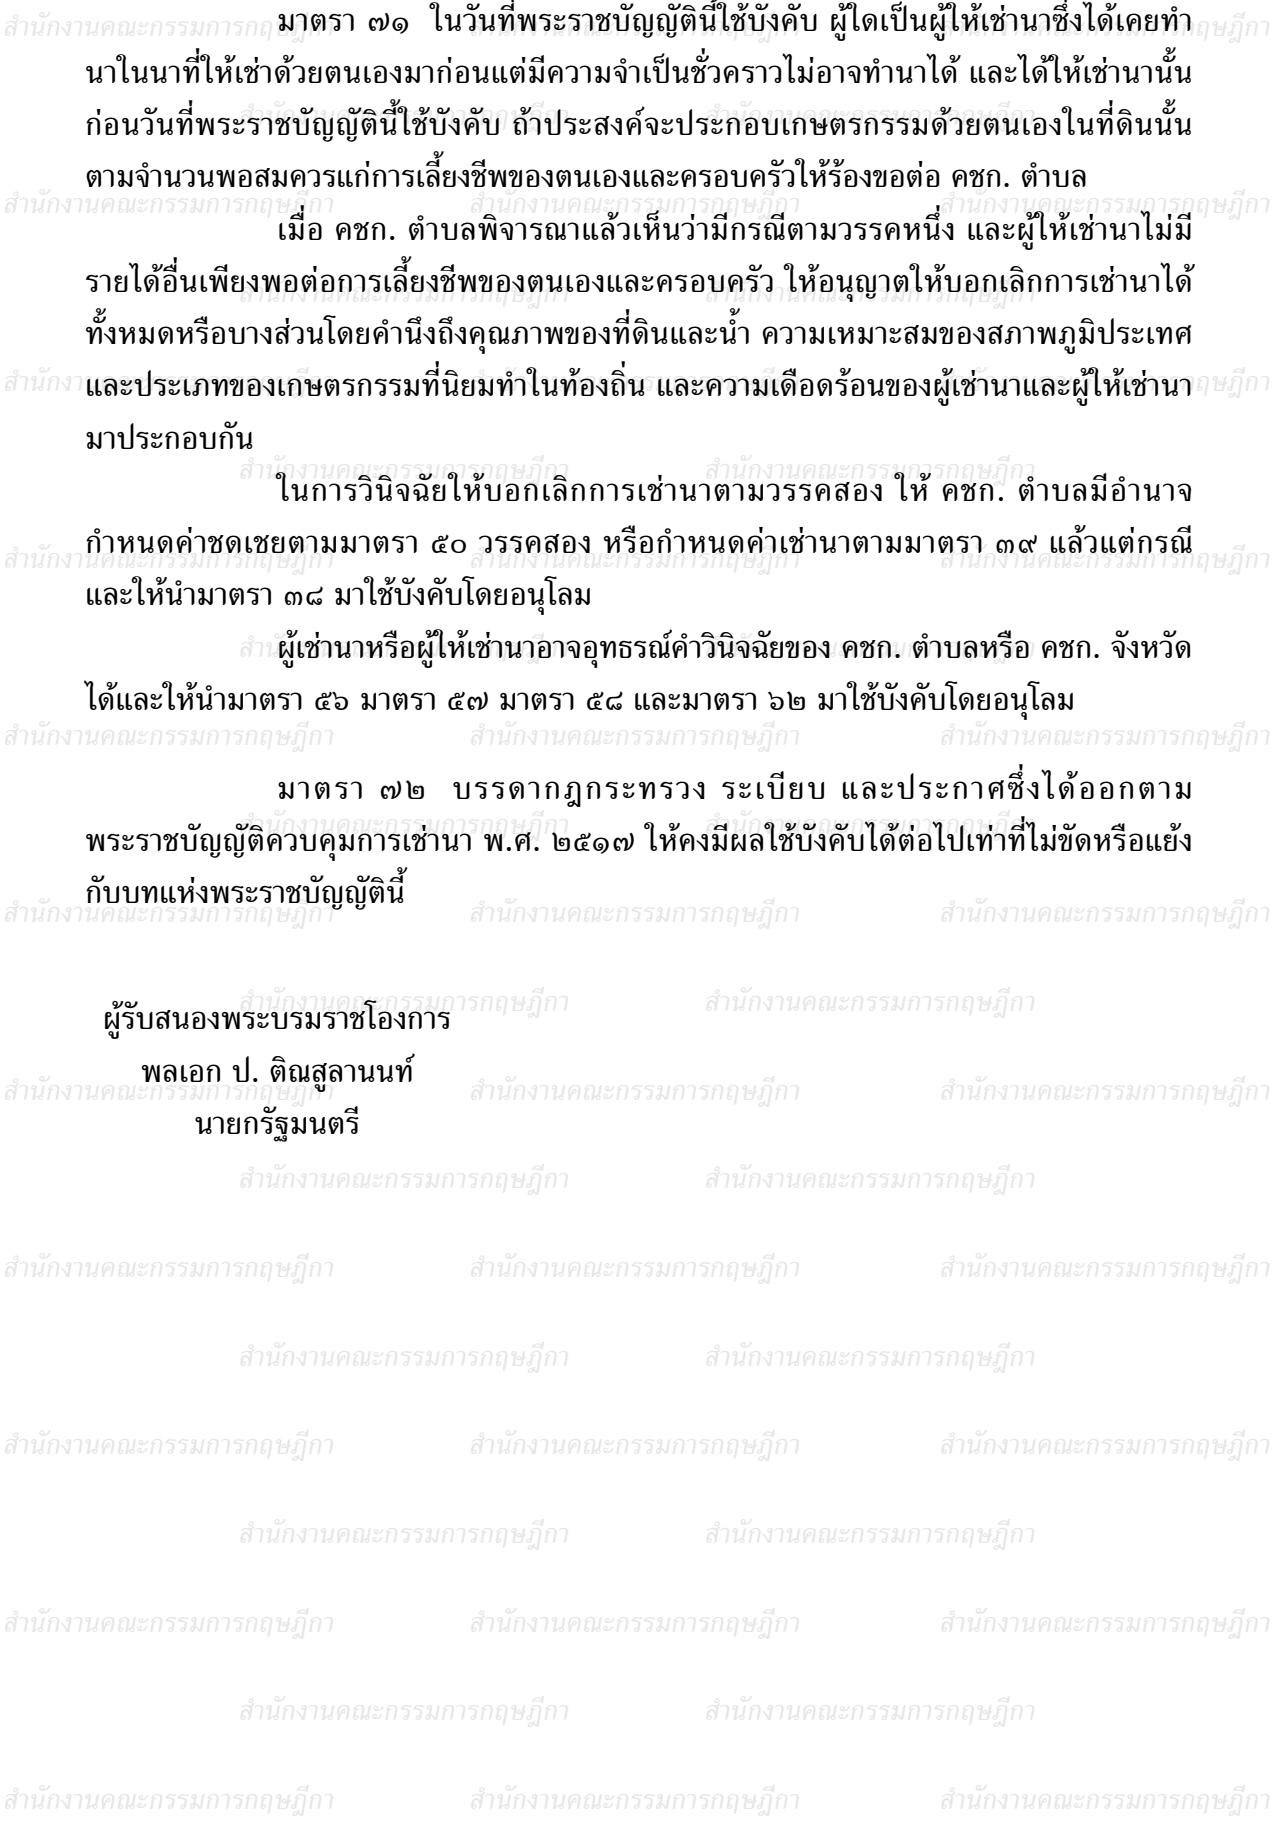 มาตรา ๗๑  ในวันที่พระราชบัญญัตินี้ใช้บังคับ ผู้ใดเป็นผู้ให้เช่านาซึ่งได้เคยทำ
นาในนาที่ให้เช่าด้วยตนเองมาก่อนแต่มีความจำเป็นชั่วคราวไม่อาจทำนาได้ และได้ให้เช่านานั้น
ก่อนวันที่พระราชบัญญัตินี้ใช้บังคับ ถ้าประสงค์จะประกอบเกษตรกรรมด้วยตนเองในที่ดินนั้น
ตามจำนวนพอสมควรแก่การเลี้ยงชีพของตนเองและครอบครัวให้ร้องขอต่อ คชก. ตำบล
เมื่อ คชก. ตำบลพิจารณาแล้วเห็นว่ามีกรณีตามวรรคหนึ่ง และผู้ให้เช่านาไม่มี
รายได้อื่นเพียงพอต่อการเลี้ยงชีพของตนเองและครอบครัว ให้อนุญาตให้บอกเลิกการเช่านาได้
ทั้งหมดหรือบางส่วนโดยคำนึงถึงคุณภาพของที่ดินและน้ำ ความเหมาะสมของสภาพภูมิประเทศ
และประเภทของเกษตรกรรมที่นิยมทำในท้องถิ่น และความเดือดร้อนของผู้เช่านาและผู้ให้เช่านา
มาประกอบกัน
ในการวินิจฉัยให้บอกเลิกการเช่านาตามวรรคสอง ให้ คชก. ตำบลมีอำนาจ
กำหนดค่าชดเชยตามมาตรา ๕๐ วรรคสอง หรือกำหนดค่าเช่านาตามมาตรา ๓๙ แล้วแต่กรณี
และให้นำมาตรา ๓๘ มาใช้บังคับโดยอนุโลม
ผู้เช่านาหรือผู้ให้เช่านาอาจอุทธรณ์คำวินิจฉัยของ คชก. ตำบลหรือ คชก. จังหวัด
ได้และให้นำมาตรา ๕๖ มาตรา ๕๗ มาตรา ๕๘ และมาตรา ๖๒ มาใช้บังคับโดยอนุโลม
มาตรา ๗๒  บรรดากฎกระทรวง ระเบียบ และประกาศซึ่งได้ออกตาม
พระราชบัญญัติควบคุมการเช่านา พ.ศ. ๒๕๑๗ ให้คงมีผลใช้บังคับได้ต่อไปเท่าที่ไม่ขัดหรือแย้ง
กับบทแห่งพระราชบัญญัตินี้
ผู้รับสนองพระบรมราชโองการ
พลเอก ป. ติณสูลานนท์
นายกรัฐมนตรี